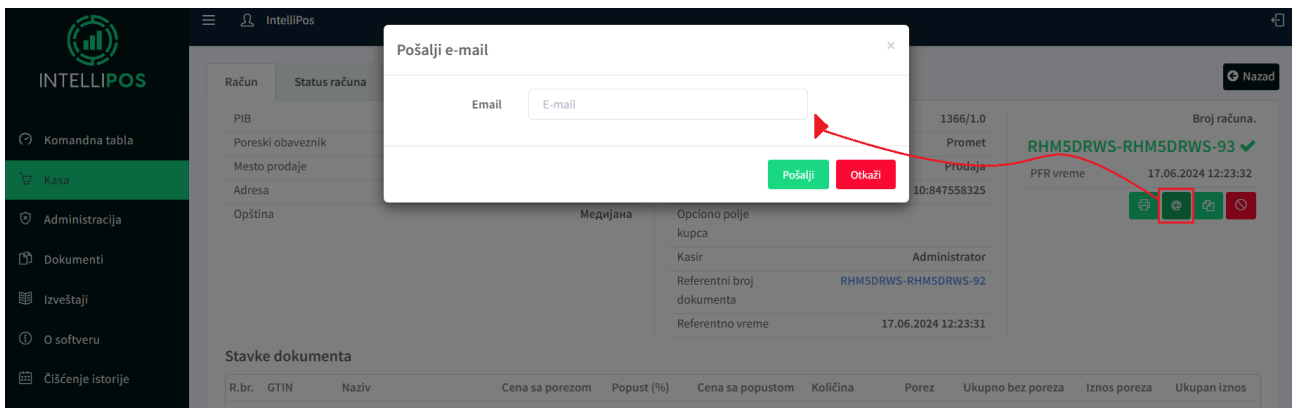 IntelliPos
INTELLIPOS
Komandna tabla
Kasa
Administracija
Dokumenti
Izveštaji
O softveru
Čišćenje istorije
Pošalji e-mail
×
Email
E-mail
Pošalji
Otkaži
Nazad
Račun
Status računa
PIB
Poreski obaveznik
Mesto prodaje
Adresa
Opština
Медијана
1366/1.0
Promet
Prodaja
10:847558325
Opciono polje
kupca
Kasir
Administrator
Referentni broj
dokumenta
RHM5DRWS-RHM5DRWS-92
Referentno vreme
17.06.2024 12:23:31
Broj računa.
RHM5DRWS-RHM5DRWS-93
PFR vreme
17.06.2024 12:23:32
@
Stavke dokumenta
R.br. GTIN Naziv Cena sa porezom Popust (%) Cena sa popustom Količina Porez Ukupno bez poreza Iznos poreza Ukupan iznos